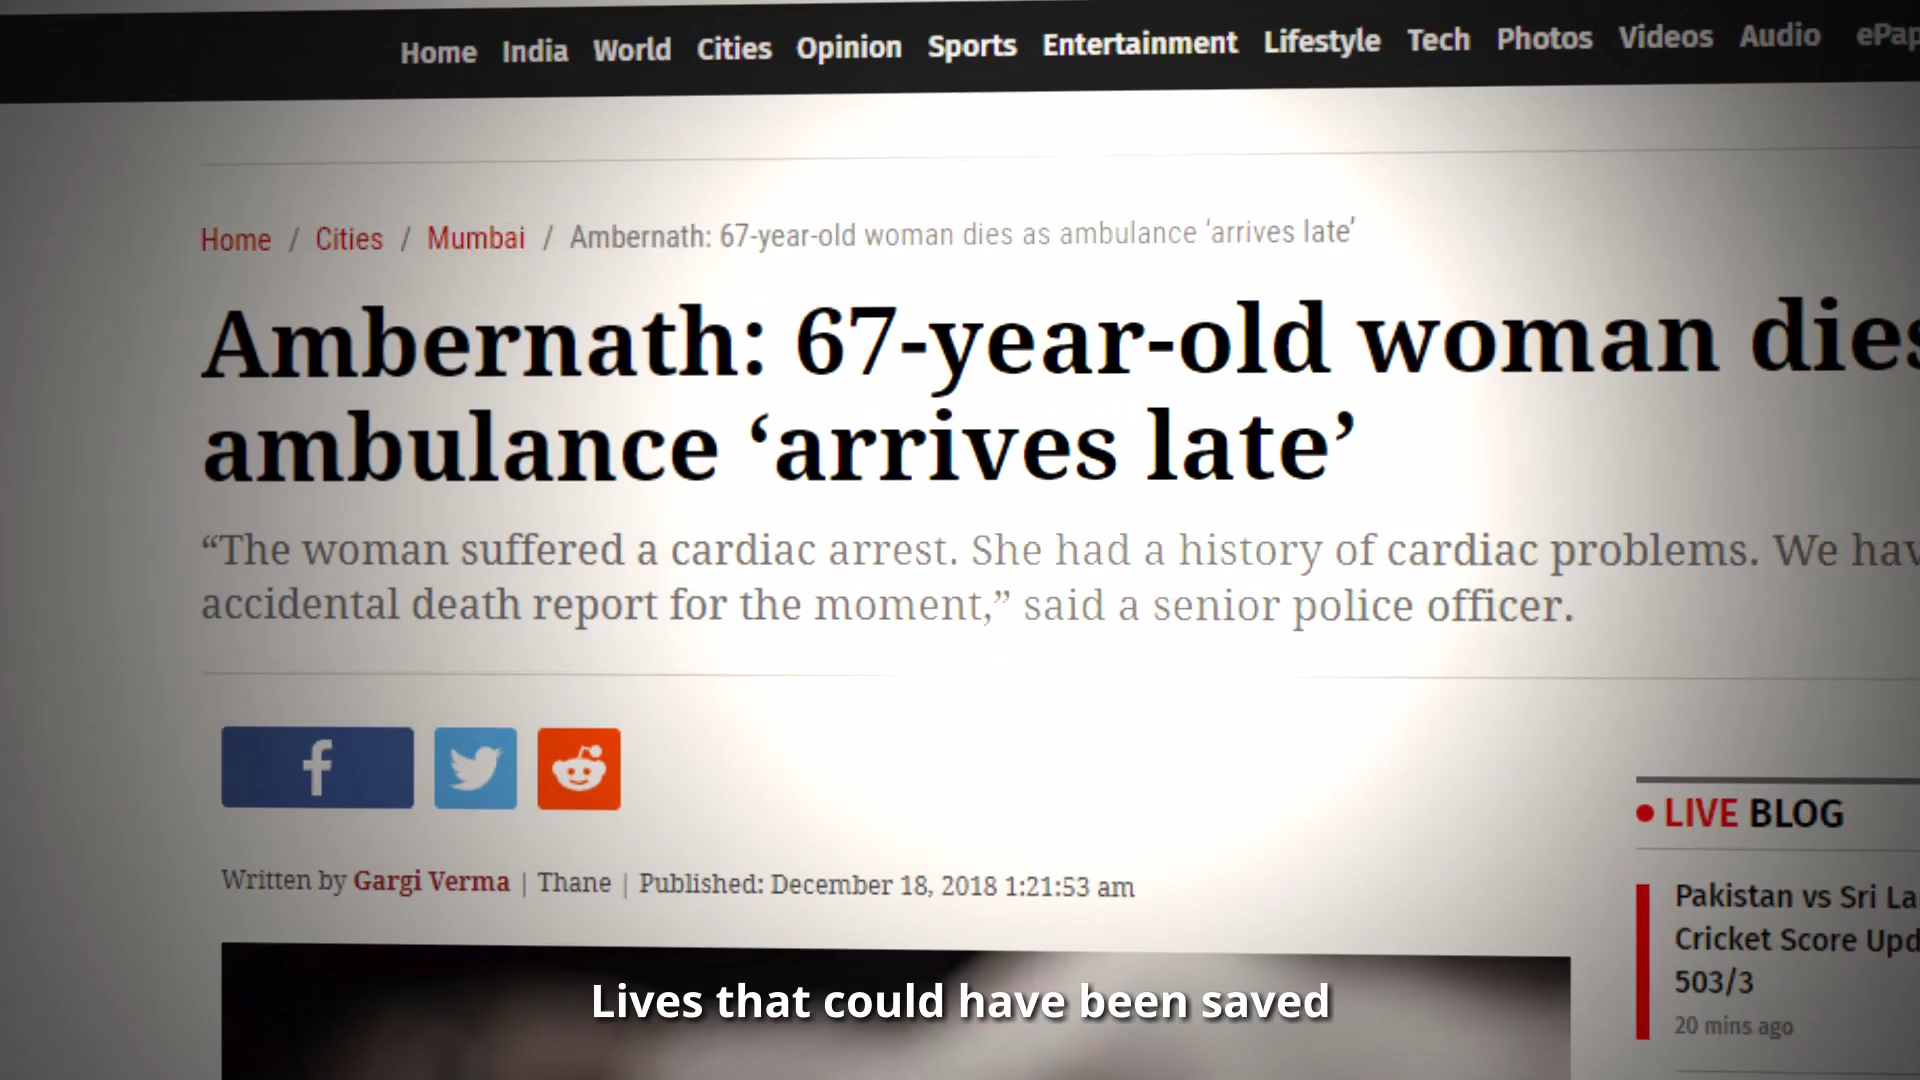 Home India World Cities Opinion Sports Entertainment Lifestyle Tech Photos Videos Audio
Home / Cities / Mumbai / Ambernath: 67-year-old woman dies as ambulance ‘arrives late’
Ambernath: 67-year-old woman dies
ambulance ‘arrives late’
“The woman suffered a cardiac arrest. She had a history of cardiac problems. We hav
accidental death report for the moment,” said a senior police officer.
Written by Gargi Verma | Thane | Published: December 18, 2018 1:21:53 am
LIVE BLOG
Pakistan vs Sri La
Cricket Score Upd
503/3
20 mins ago
Lives that could have been saved